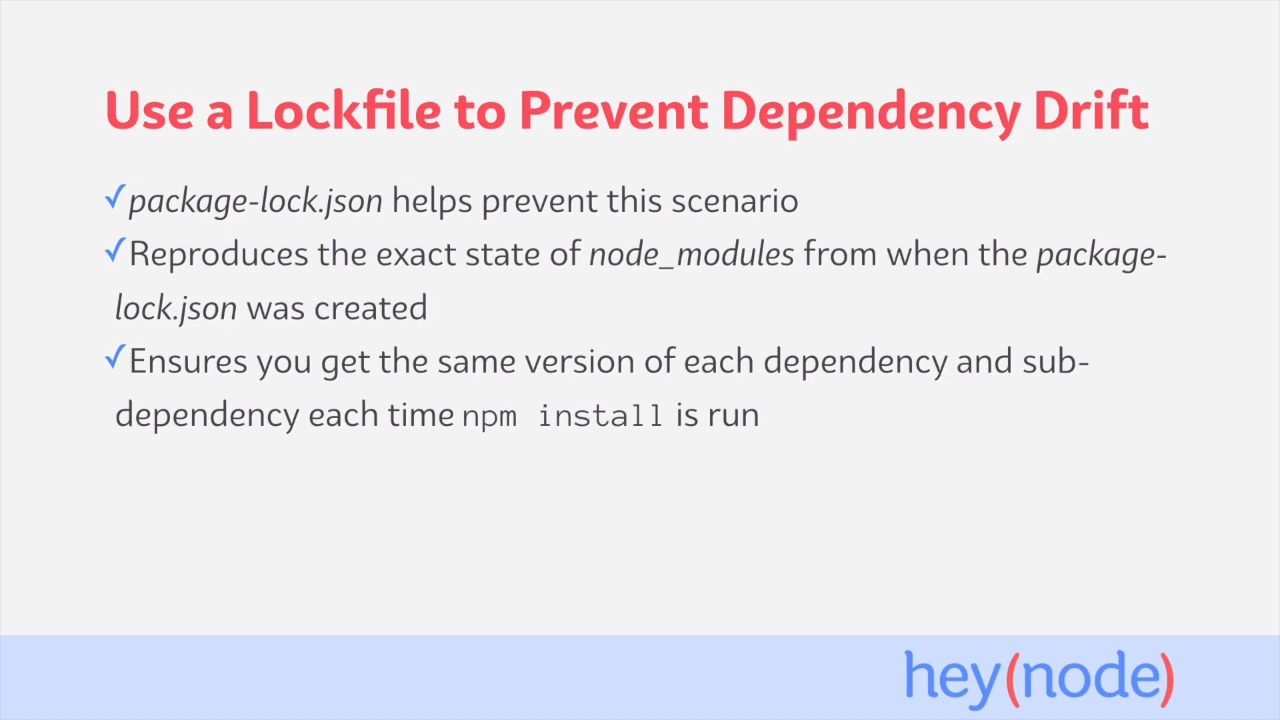 Use a Lockfile to Prevent Dependency Drift
✓package-lock.json helps prevent this scenario
✓Reproduces the exact state of node_modules from when the package-
lock.json was created
✓Ensures you get the same version of each dependency and sub-
dependency each time npm install is run
hey(node)